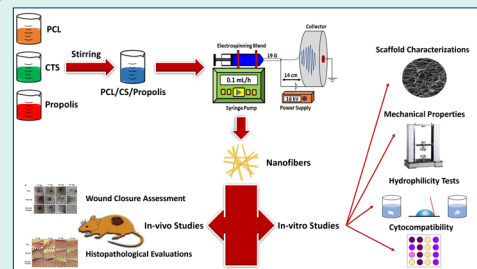 PCL
CTS
Propolis
Stirring
PCL/CS/Propolis
Electrospinning Blend
19 G
Collector
0.1 mL/h
14 cm
Syringe Pump
Power Supply
Nanofibers
Scaffold Characterizations
Mechanical Properties
Hydrophilicity Tests
Cytocompatibility
Wound Closure Assessment
In-vivo Studies
In-vitro Studies
Histopathological Evaluations